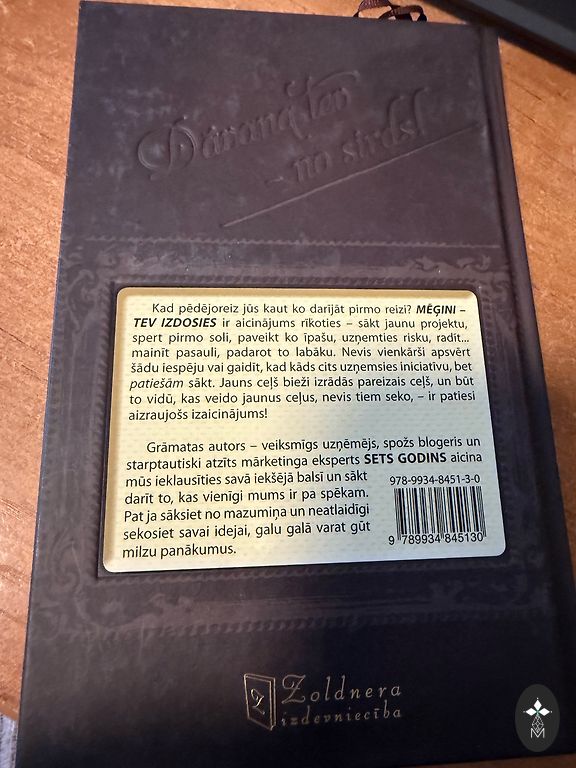 Dāvana tev
- no sirds!
Kad pēdējoreiz jūs kaut ko darījāt pirmo reizi? MĒĢINI –
TEV IZDOSIES ir aicinājums rīkoties – sākt jaunu projektu,
spert pirmo soli, paveikt ko īpašu, uzņemties risku, radīt...
mainīt pasauli, padarot to labāku. Nevis vienkārši apsvērt
šādu iespēju vai gaidīt, kad kāds cits uzņemsies iniciatīvu, bet
patiešām sākt. Jauns ceļš bieži izrādās pareizais ceļš, un būt
to vidū, kas veido jaunus ceļus, nevis tiem seko, – ir patiesi
aizraujošs izaicinājums!
Grāmatas autors – veiksmīgs uzņēmējs, spožs blogeris un
starptautiski atzīts mārketinga eksperts SETS GODINS aicina
mūs ieklausīties savā iekšējā balsī un sākt
darīt to, kas vienīgi mums ir pa spēkam.
Pat ja sāksiet no mazumiņa un neatlaidīgi
sekosiet savai idejai, galu galā varat gūt
milzu panākumus.
978-9934-8451-3-0
9 789934 845130
Z
Zoldnera
izdevniecība
M